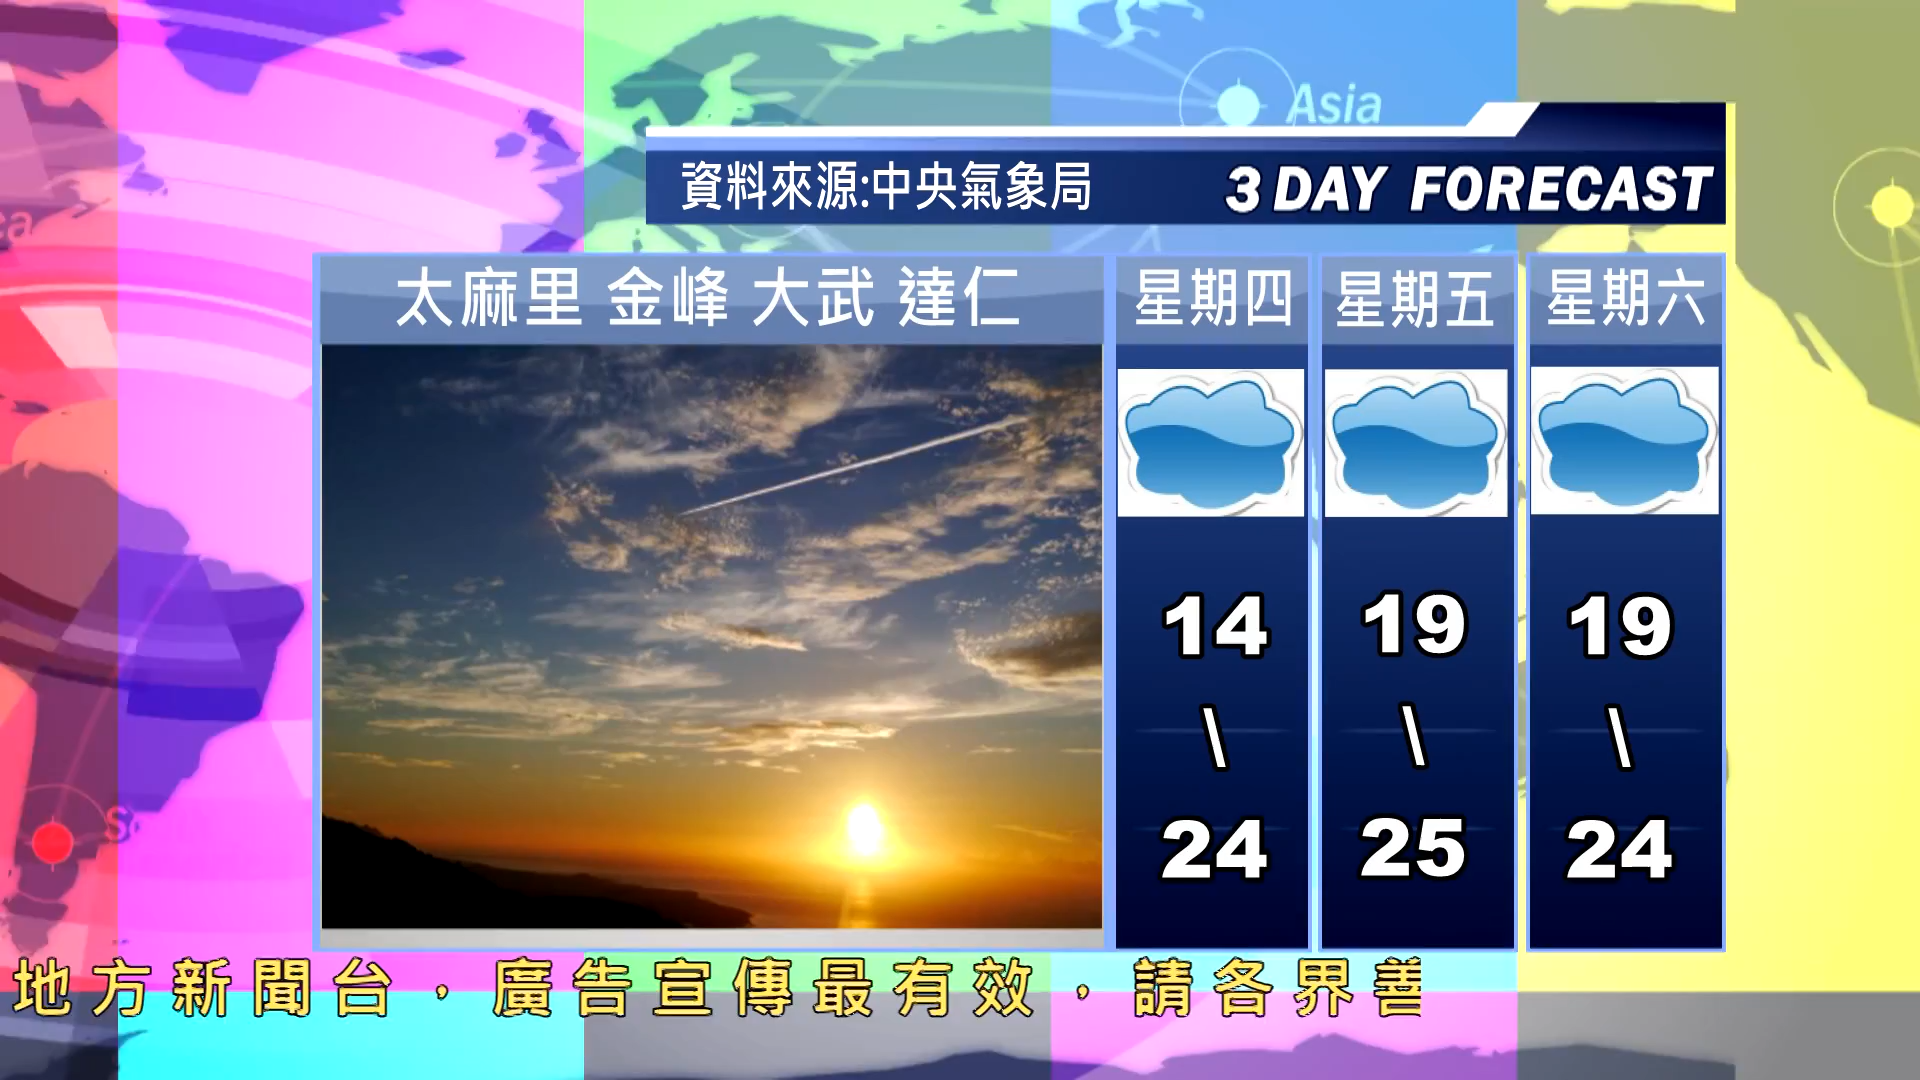 Asia
資料來源:中央氣象局 3 DAY FORECAST
太麻里 金峰 大武 達仁 星期四 星期五 星期六
14 19 19
\ \ \
24 25 24
地方新聞台，廣告宣傳最有效，請各界善